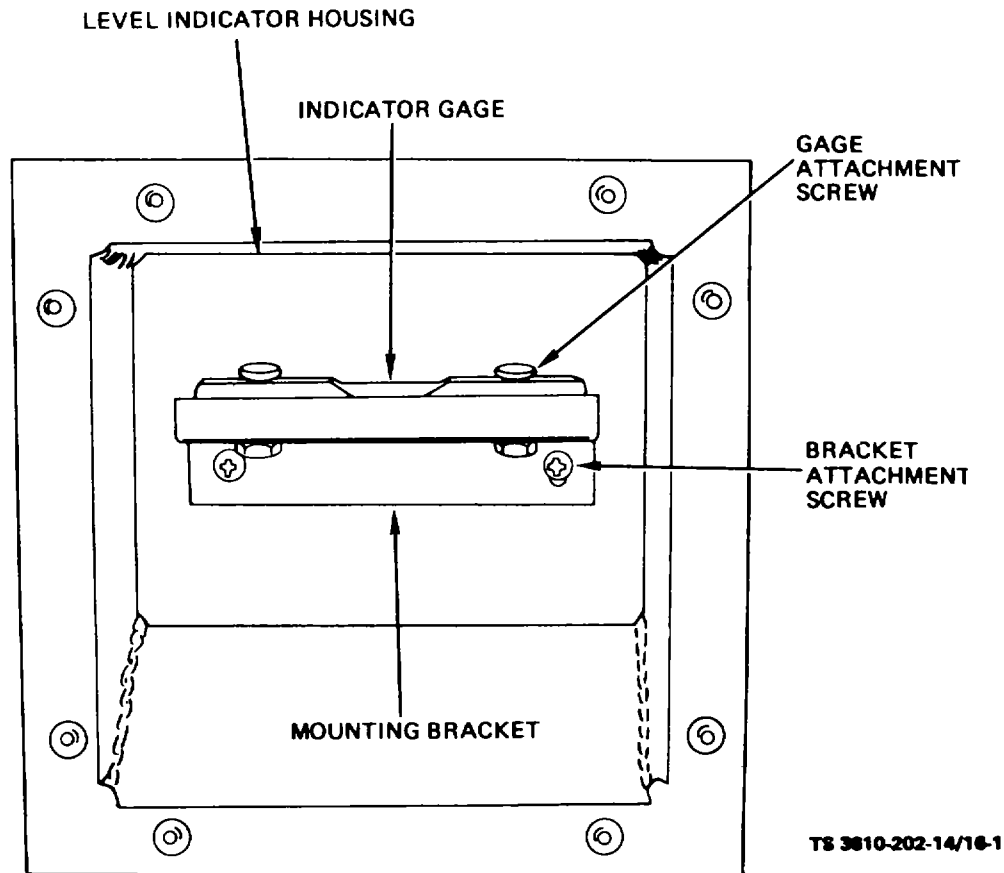 LEVEL INDICATOR HOUSING
INDICATOR GAGE
GAGE
ATTACHMENT
SCREW
BRACKET
ATTACHMENT
SCREW
MOUNTING BRACKET
TS 3810-202-14/16-1